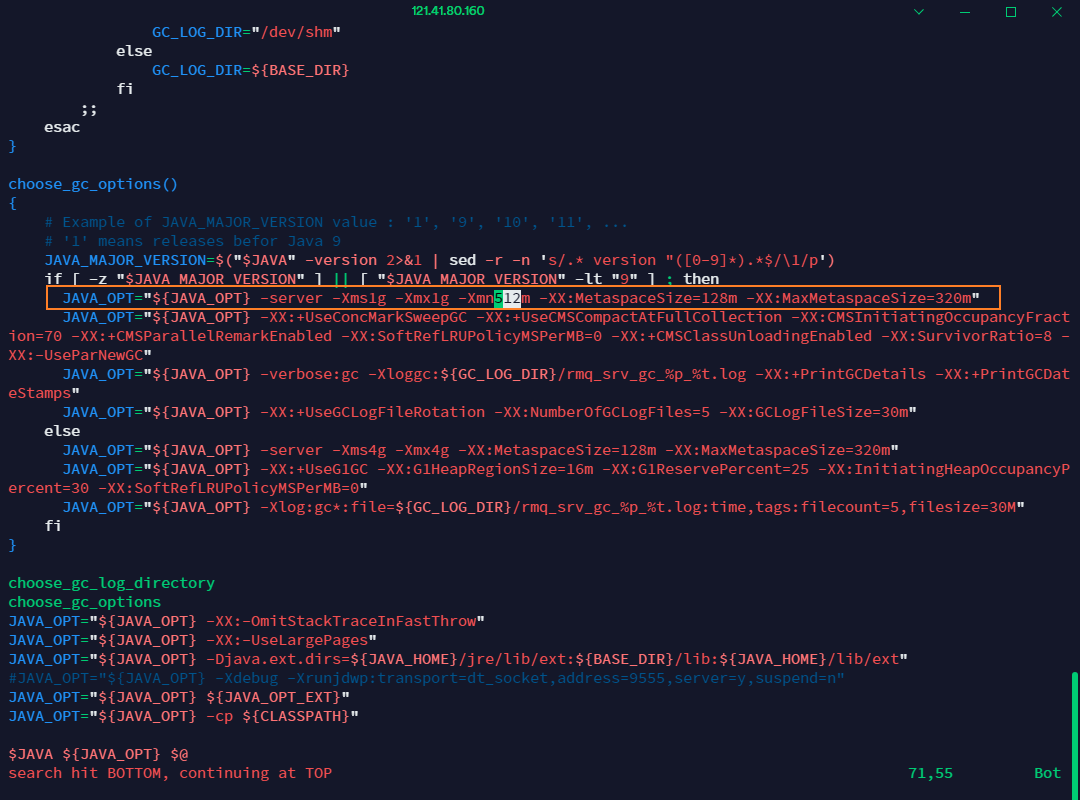 121.41.80.160
GC_LOG_DIR="/dev/shm"
else
GC_LOG_DIR=${BASE_DIR}
fi
;;
esac
}
choose_gc_options()
{
# Example of JAVA_MAJOR_VERSION value : '1', '9', '10', '11', ...
# '1' means releases befor Java 9
JAVA_MAJOR_VERSION=$("$JAVA" -version 2>&1 | sed -r -n 's/.* version "([0-9]*).*$/\1/p')
if [ -z "$JAVA_MAJOR_VERSION" ] || [ "$JAVA_MAJOR_VERSION" -lt "9" ] ; then
JAVA_OPT="${JAVA_OPT} -server -Xms1g -Xmx1g -Xmn512m -XX:MetaspaceSize=128m -XX:MaxMetaspaceSize=320m"
JAVA_OPT="${JAVA_OPT} -XX:+UseConcMarkSweepGC -XX:+UseCMSCompactAtFullCollection -XX:CMSInitiatingOccupancyFract
ion=70 -XX:+CMSParallelRemarkEnabled -XX:SoftRefLRUPolicyMSPerMB=0 -XX:+CMSClassUnloadingEnabled -XX:SurvivorRatio=8 -
XX:-UseParNewGC"
JAVA_OPT="${JAVA_OPT} -verbose:gc -Xloggc:${GC_LOG_DIR}/rmq_srv_gc_%p_%t.log -XX:+PrintGCDetails -XX:+PrintGCDat
eStamps"
JAVA_OPT="${JAVA_OPT} -XX:+UseGCLogFileRotation -XX:NumberOfGCLogFiles=5 -XX:GCLogFileSize=30m"
else
JAVA_OPT="${JAVA_OPT} -server -Xms4g -Xmx4g -XX:MetaspaceSize=128m -XX:MaxMetaspaceSize=320m"
JAVA_OPT="${JAVA_OPT} -XX:+UseG1GC -XX:G1HeapRegionSize=16m -XX:G1ReservePercent=25 -XX:InitiatingHeapOccupancyP
ercent=30 -XX:SoftRefLRUPolicyMSPerMB=0"
JAVA_OPT="${JAVA_OPT} -Xlog:gc*:file=${GC_LOG_DIR}/rmq_srv_gc_%p_%t.log:time,tags:filecount=5,filesize=30M"
fi
}
choose_gc_log_directory
choose_gc_options
JAVA_OPT="${JAVA_OPT} -XX:-OmitStackTraceInFastThrow"
JAVA_OPT="${JAVA_OPT} -XX:-UseLargePages"
JAVA_OPT="${JAVA_OPT} -Djava.ext.dirs=${JAVA_HOME}/jre/lib/ext:${BASE_DIR}/lib:${JAVA_HOME}/lib/ext"
#JAVA_OPT="${JAVA_OPT} -Xdebug -Xrunjdwp:transport=dt_socket,address=9555,server=y,suspend=n"
JAVA_OPT="${JAVA_OPT} ${JAVA_OPT_EXT}"
JAVA_OPT="${JAVA_OPT} -cp ${CLASSPATH}"
$JAVA ${JAVA_OPT} $@
search hit BOTTOM, continuing at TOP 71,55 Bot